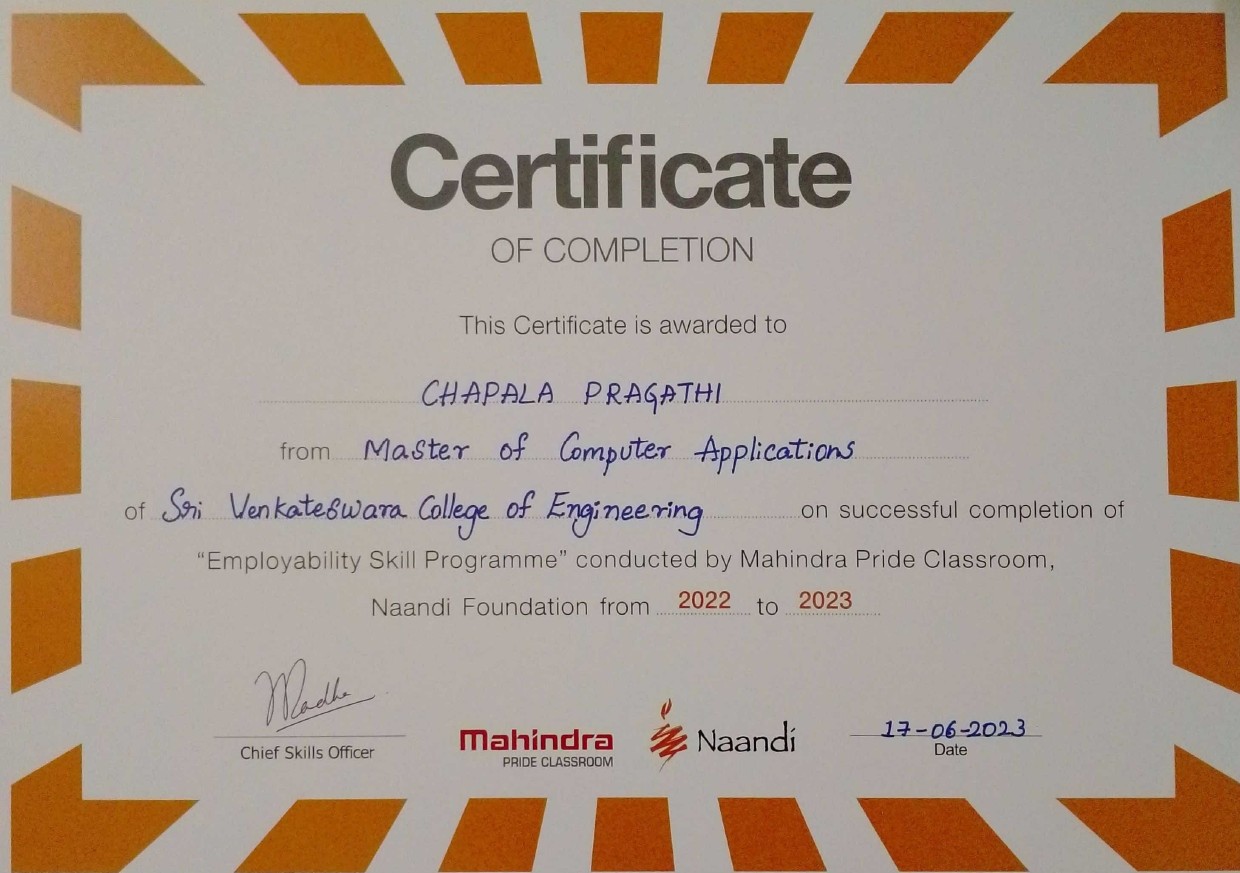 Certificate
OF COMPLETION
This Certificate is awarded to
CHAPALA PRAGATHI
from Master of Computer Applications
of Sri Venkateswara College of Engineering on successful completion of
“Employability Skill Programme” conducted by Mahindra Pride Classroom,
Naandi Foundation from 2022 to 2023
Madhe
Chief Skills Officer
Mahindra
PRIDE CLASSROOM
Naandi
17-06-2023
Date